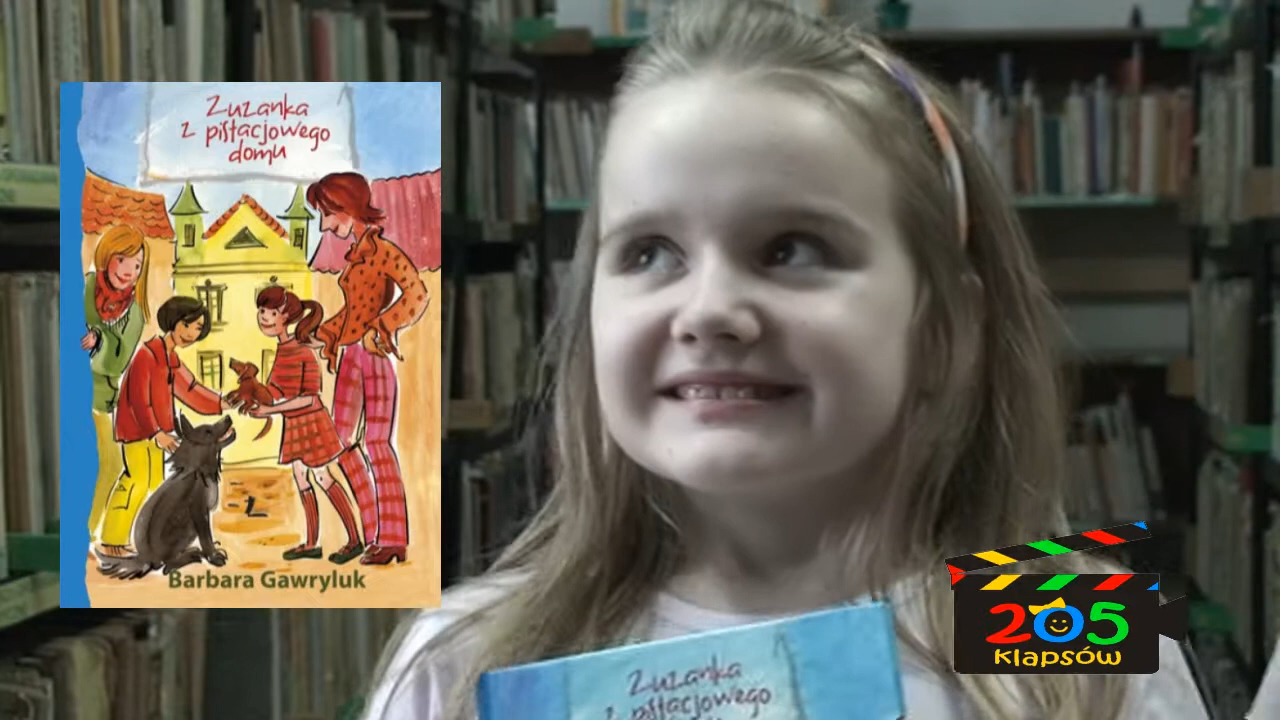 Zuzanka
z pistacjowego
domu
Barbara Gawryluk
Zuzanka
z pistacjowego
205
Klapsów